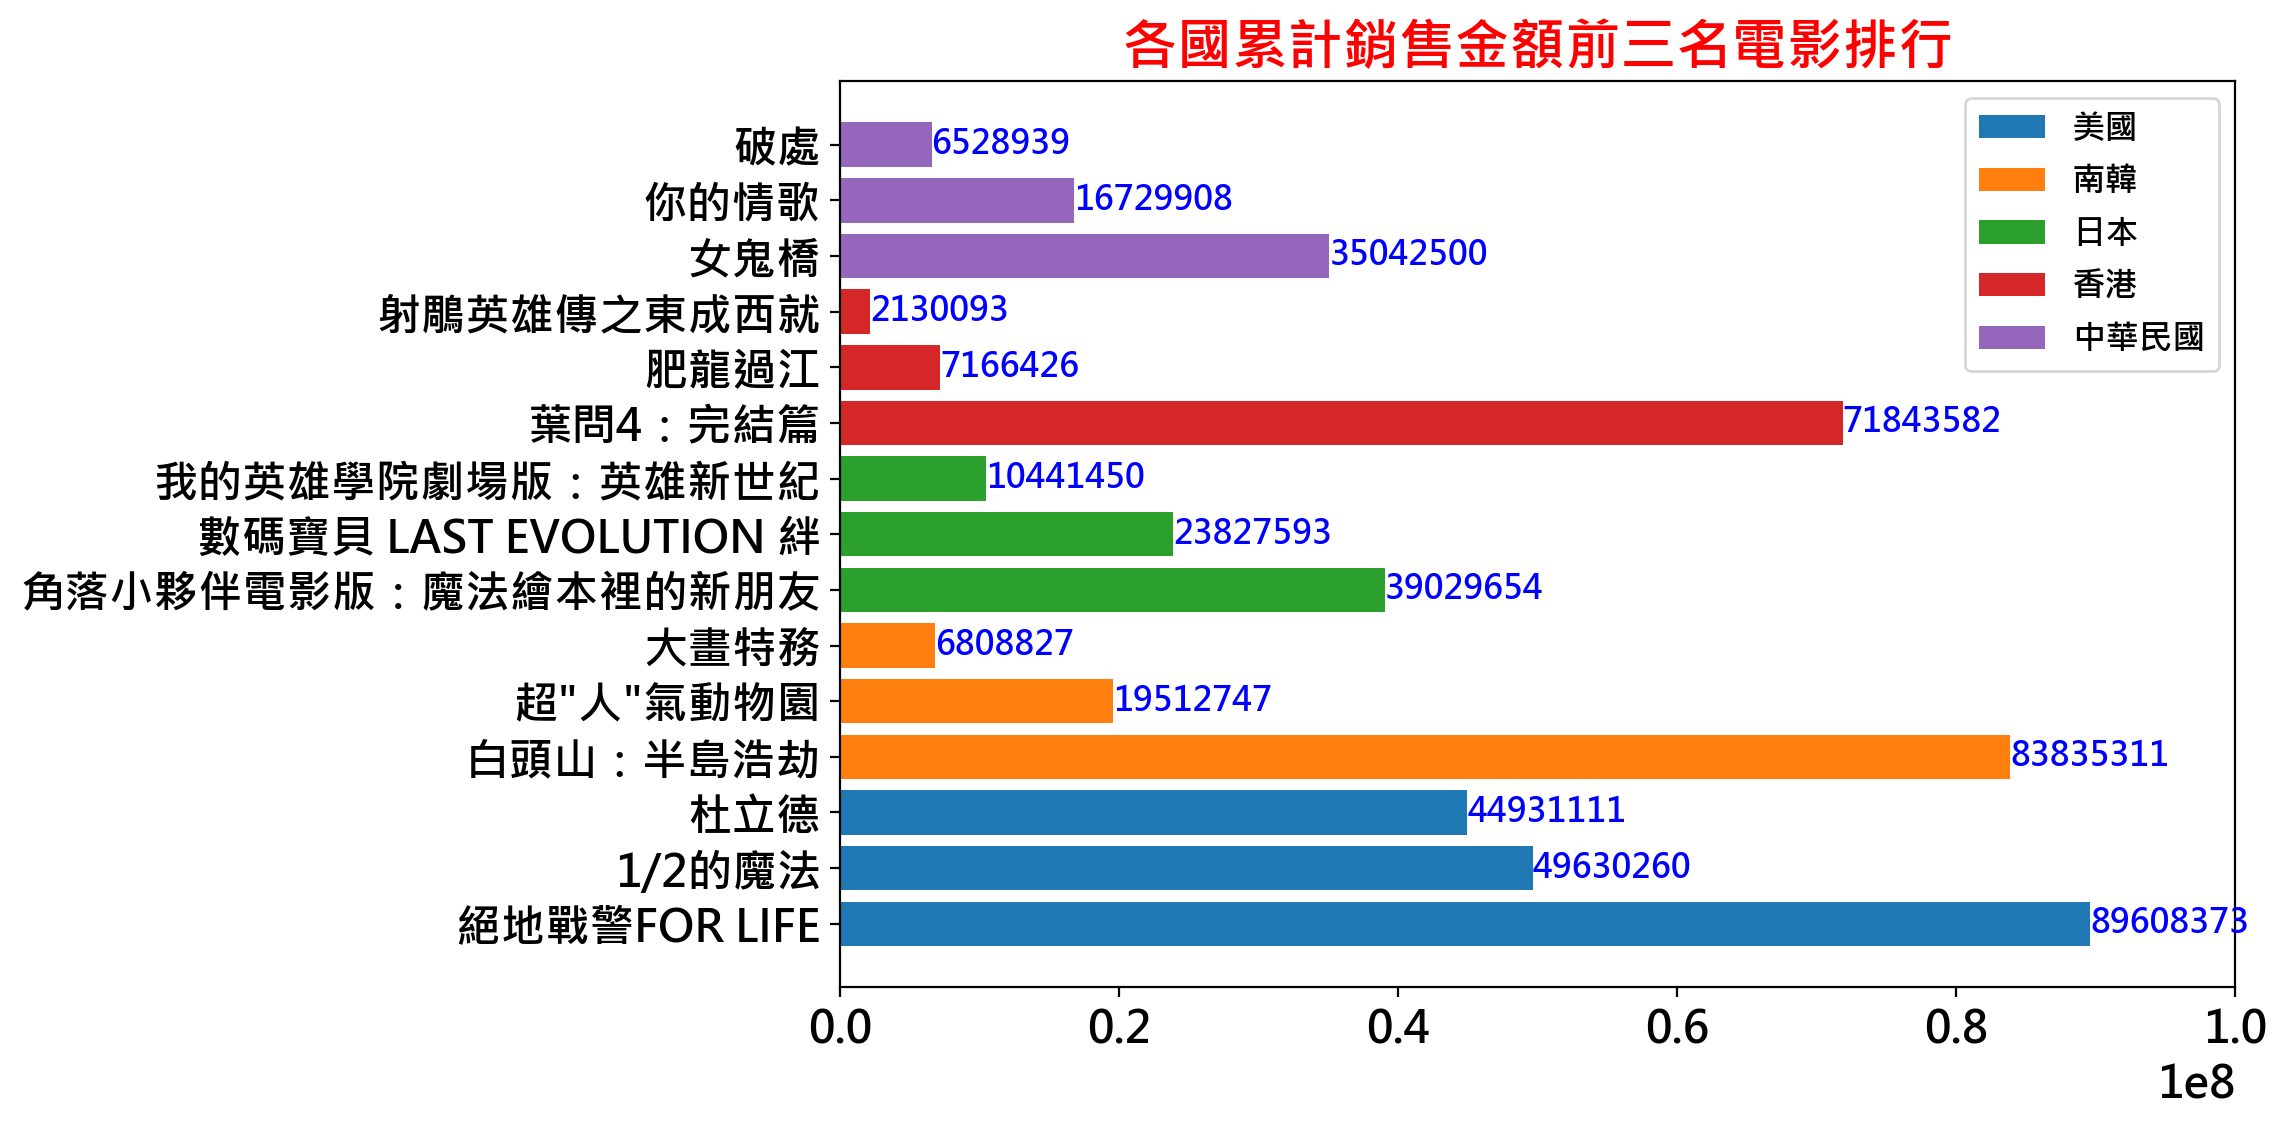 各國累計銷售金額前三名電影排行
美國
南韓
日本
香港
中華民國
破處 6528939
你的情歌 16729908
女鬼橋 35042500
射鵰英雄傳之東成西就 2130093
肥龍過江 7166426
葉問4：完結篇 71843582
我的英雄學院劇場版：英雄新世紀 10441450
數碼寶貝 LAST EVOLUTION 絆 23827593
角落小夥伴電影版：魔法繪本裡的新朋友 39029654
大畫特務 6808827
超"人"氣動物園 19512747
白頭山：半島浩劫 83835311
杜立德 44931111
1/2的魔法 49630260
絕地戰警FOR LIFE 89608373
0.0 0.2 0.4 0.6 0.8 1.0
1e8